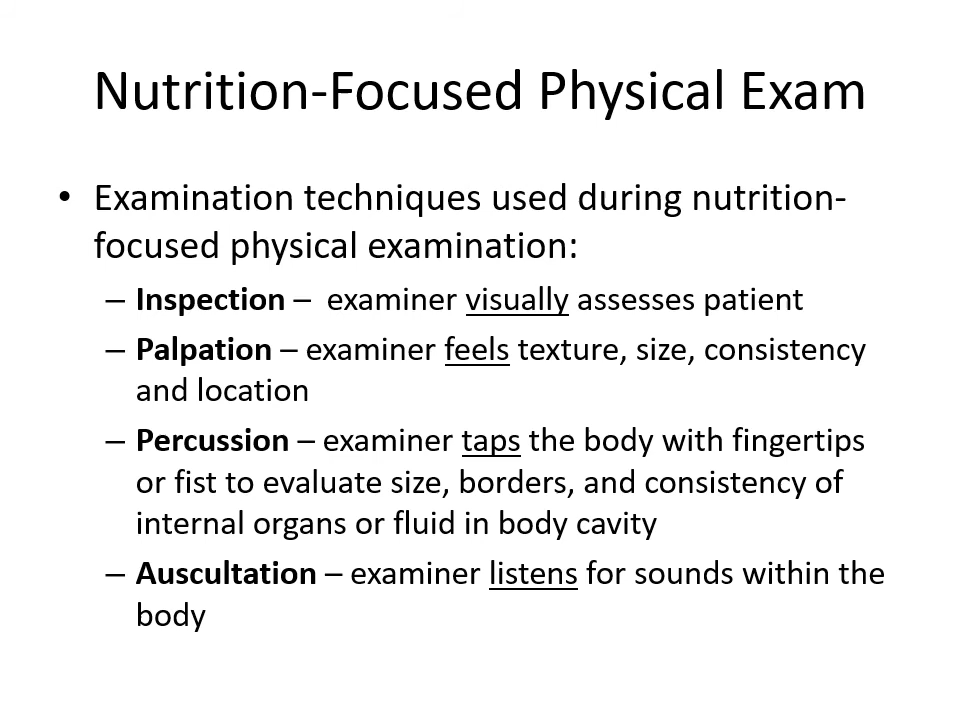 Nutrition-Focused Physical Exam
• Examination techniques used during nutrition-
focused physical examination:
– Inspection – examiner visually assesses patient
– Palpation – examiner feels texture, size, consistency
and location
– Percussion – examiner taps the body with fingertips
or fist to evaluate size, borders, and consistency of
internal organs or fluid in body cavity
– Auscultation – examiner listens for sounds within the
body